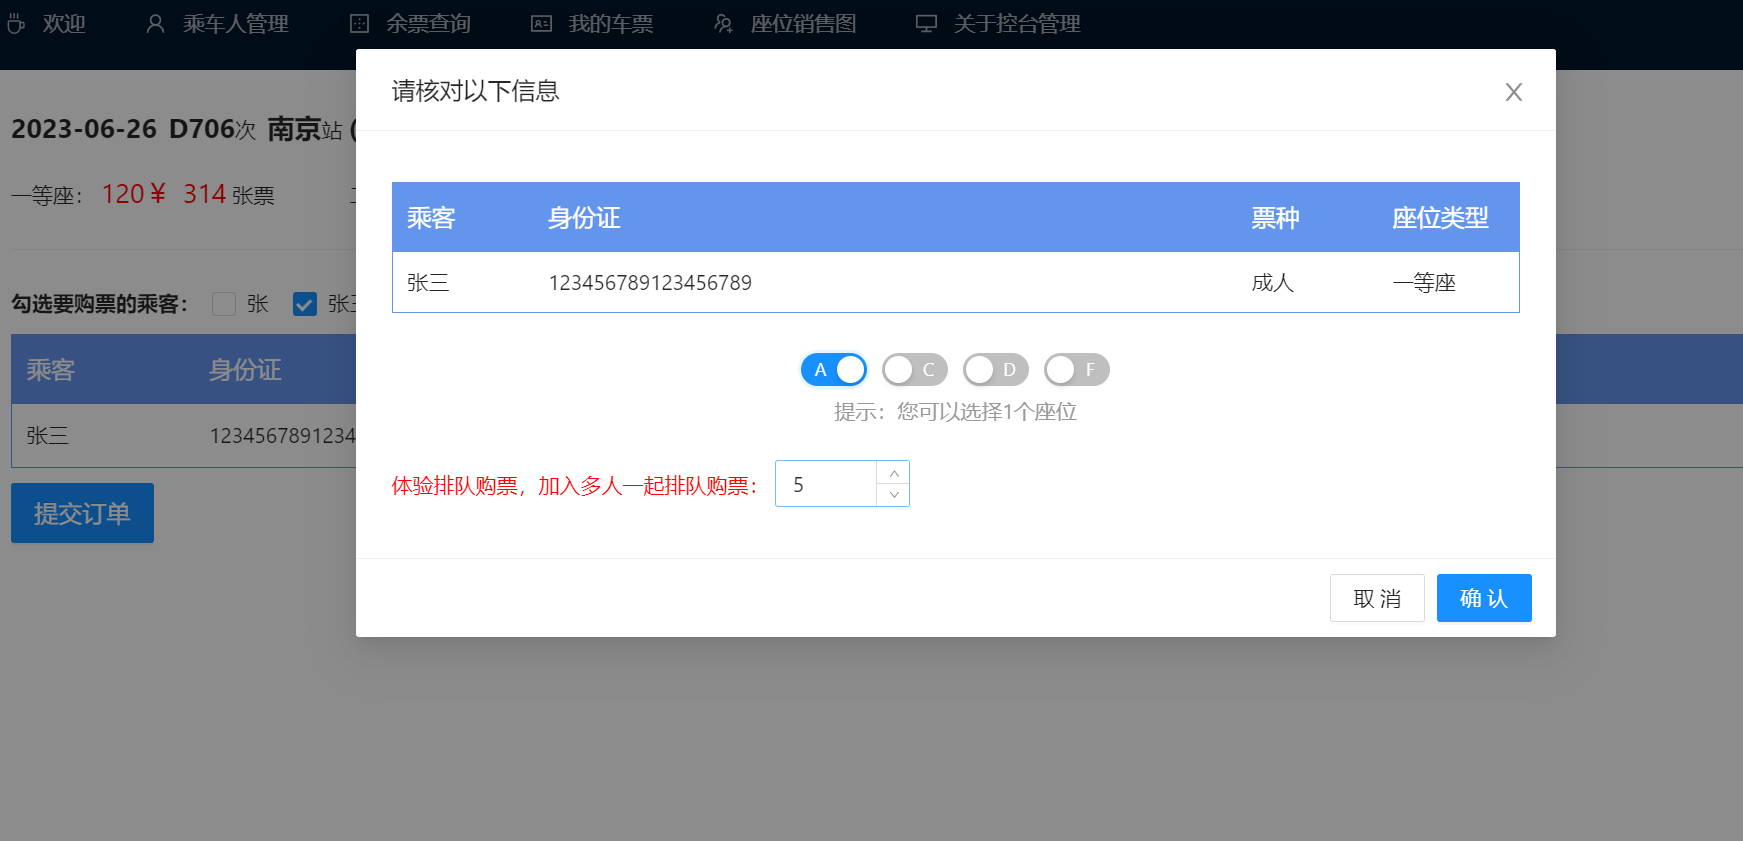 欢迎 乘车人管理 余票查询 我的车票 座位销售图 关于控台管理
请核对以下信息
2023-06-26 D706次 南京站 (
一等座： 120￥ 314 张票
乘客 身份证 票种 座位类型
张三 123456789123456789 成人 一等座
勾选要购票的乘客： 张 张三
A C D F
提示：您可以选择1个座位
乘客 身份证
张三 1234567891234
体验排队购票，加入多人一起排队购票： 5
提交订单
取 消 确 认